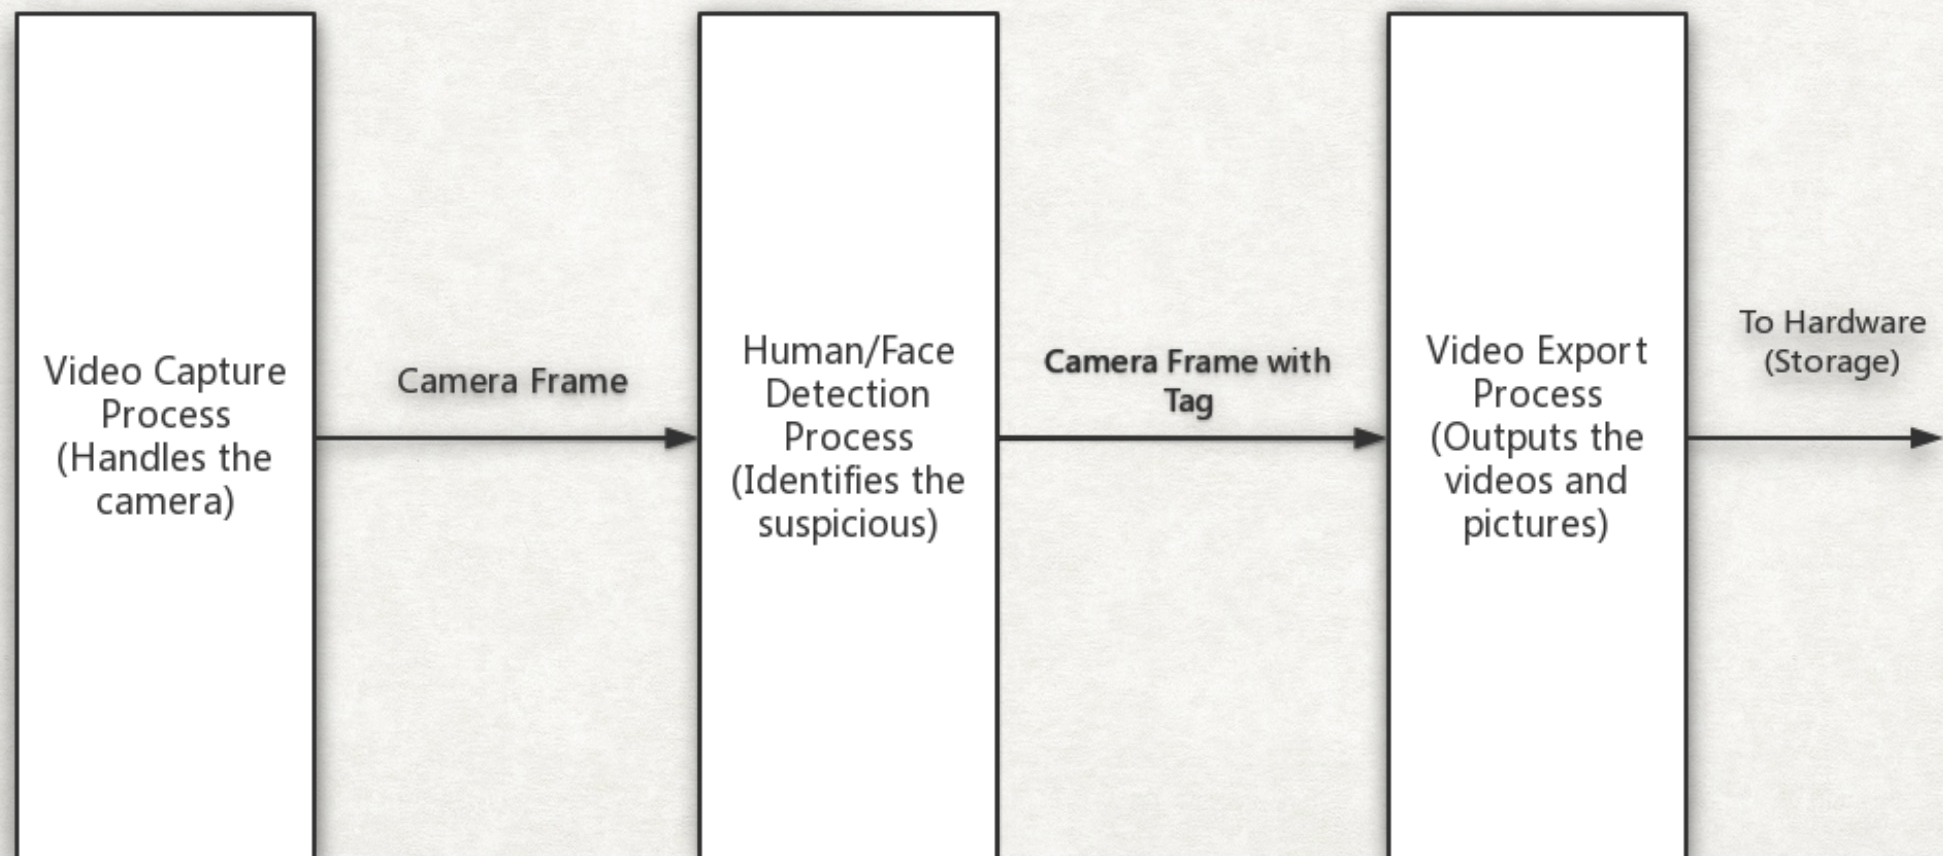 Video Capture
Process
(Handles the
camera)
Camera Frame
Human/Face
Detection
Process
(Identifies the
suspicious)
Camera Frame with
Tag
Video Export
Process
(Outputs the
videos and
pictures)
To Hardware
(Storage)